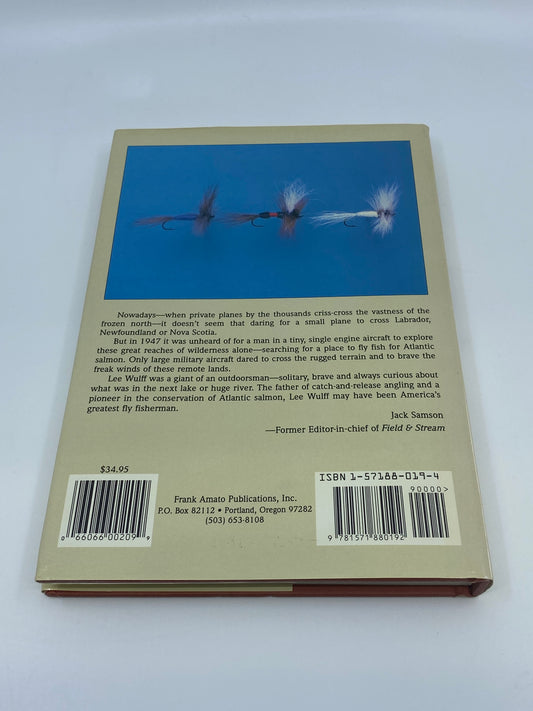 Nowadays—when private planes by the thousands criss-cross the vastness of the
frozen north—it doesn't seem that daring for a small plane to cross Labrador,
Newfoundland or Nova Scotia.
But in 1947 it was unheard of for a man in a tiny, single engine aircraft to explore
these great reaches of wilderness alone—searching for a place to fly fish for Atlantic
salmon. Only large military aircraft dared to cross the rugged terrain and to brave the
freak winds of these remote lands.
Lee Wulff was a giant of an outdoorsman—solitary, brave and always curious about
what was in the next lake or huge river. The father of catch-and-release angling and a
pioneer in the conservation of Atlantic salmon, Lee Wulff may have been America's
greatest fly fisherman.
Jack Samson
—Former Editor-in-chief of Field & Stream
$34.95
0 66066 00209 9
Frank Amato Publications, Inc.
P.O. Box 82112 • Portland, Oregon 97282
(503) 653-8108
ISBN 1-57188-019-4
90000>
9 781571 880192